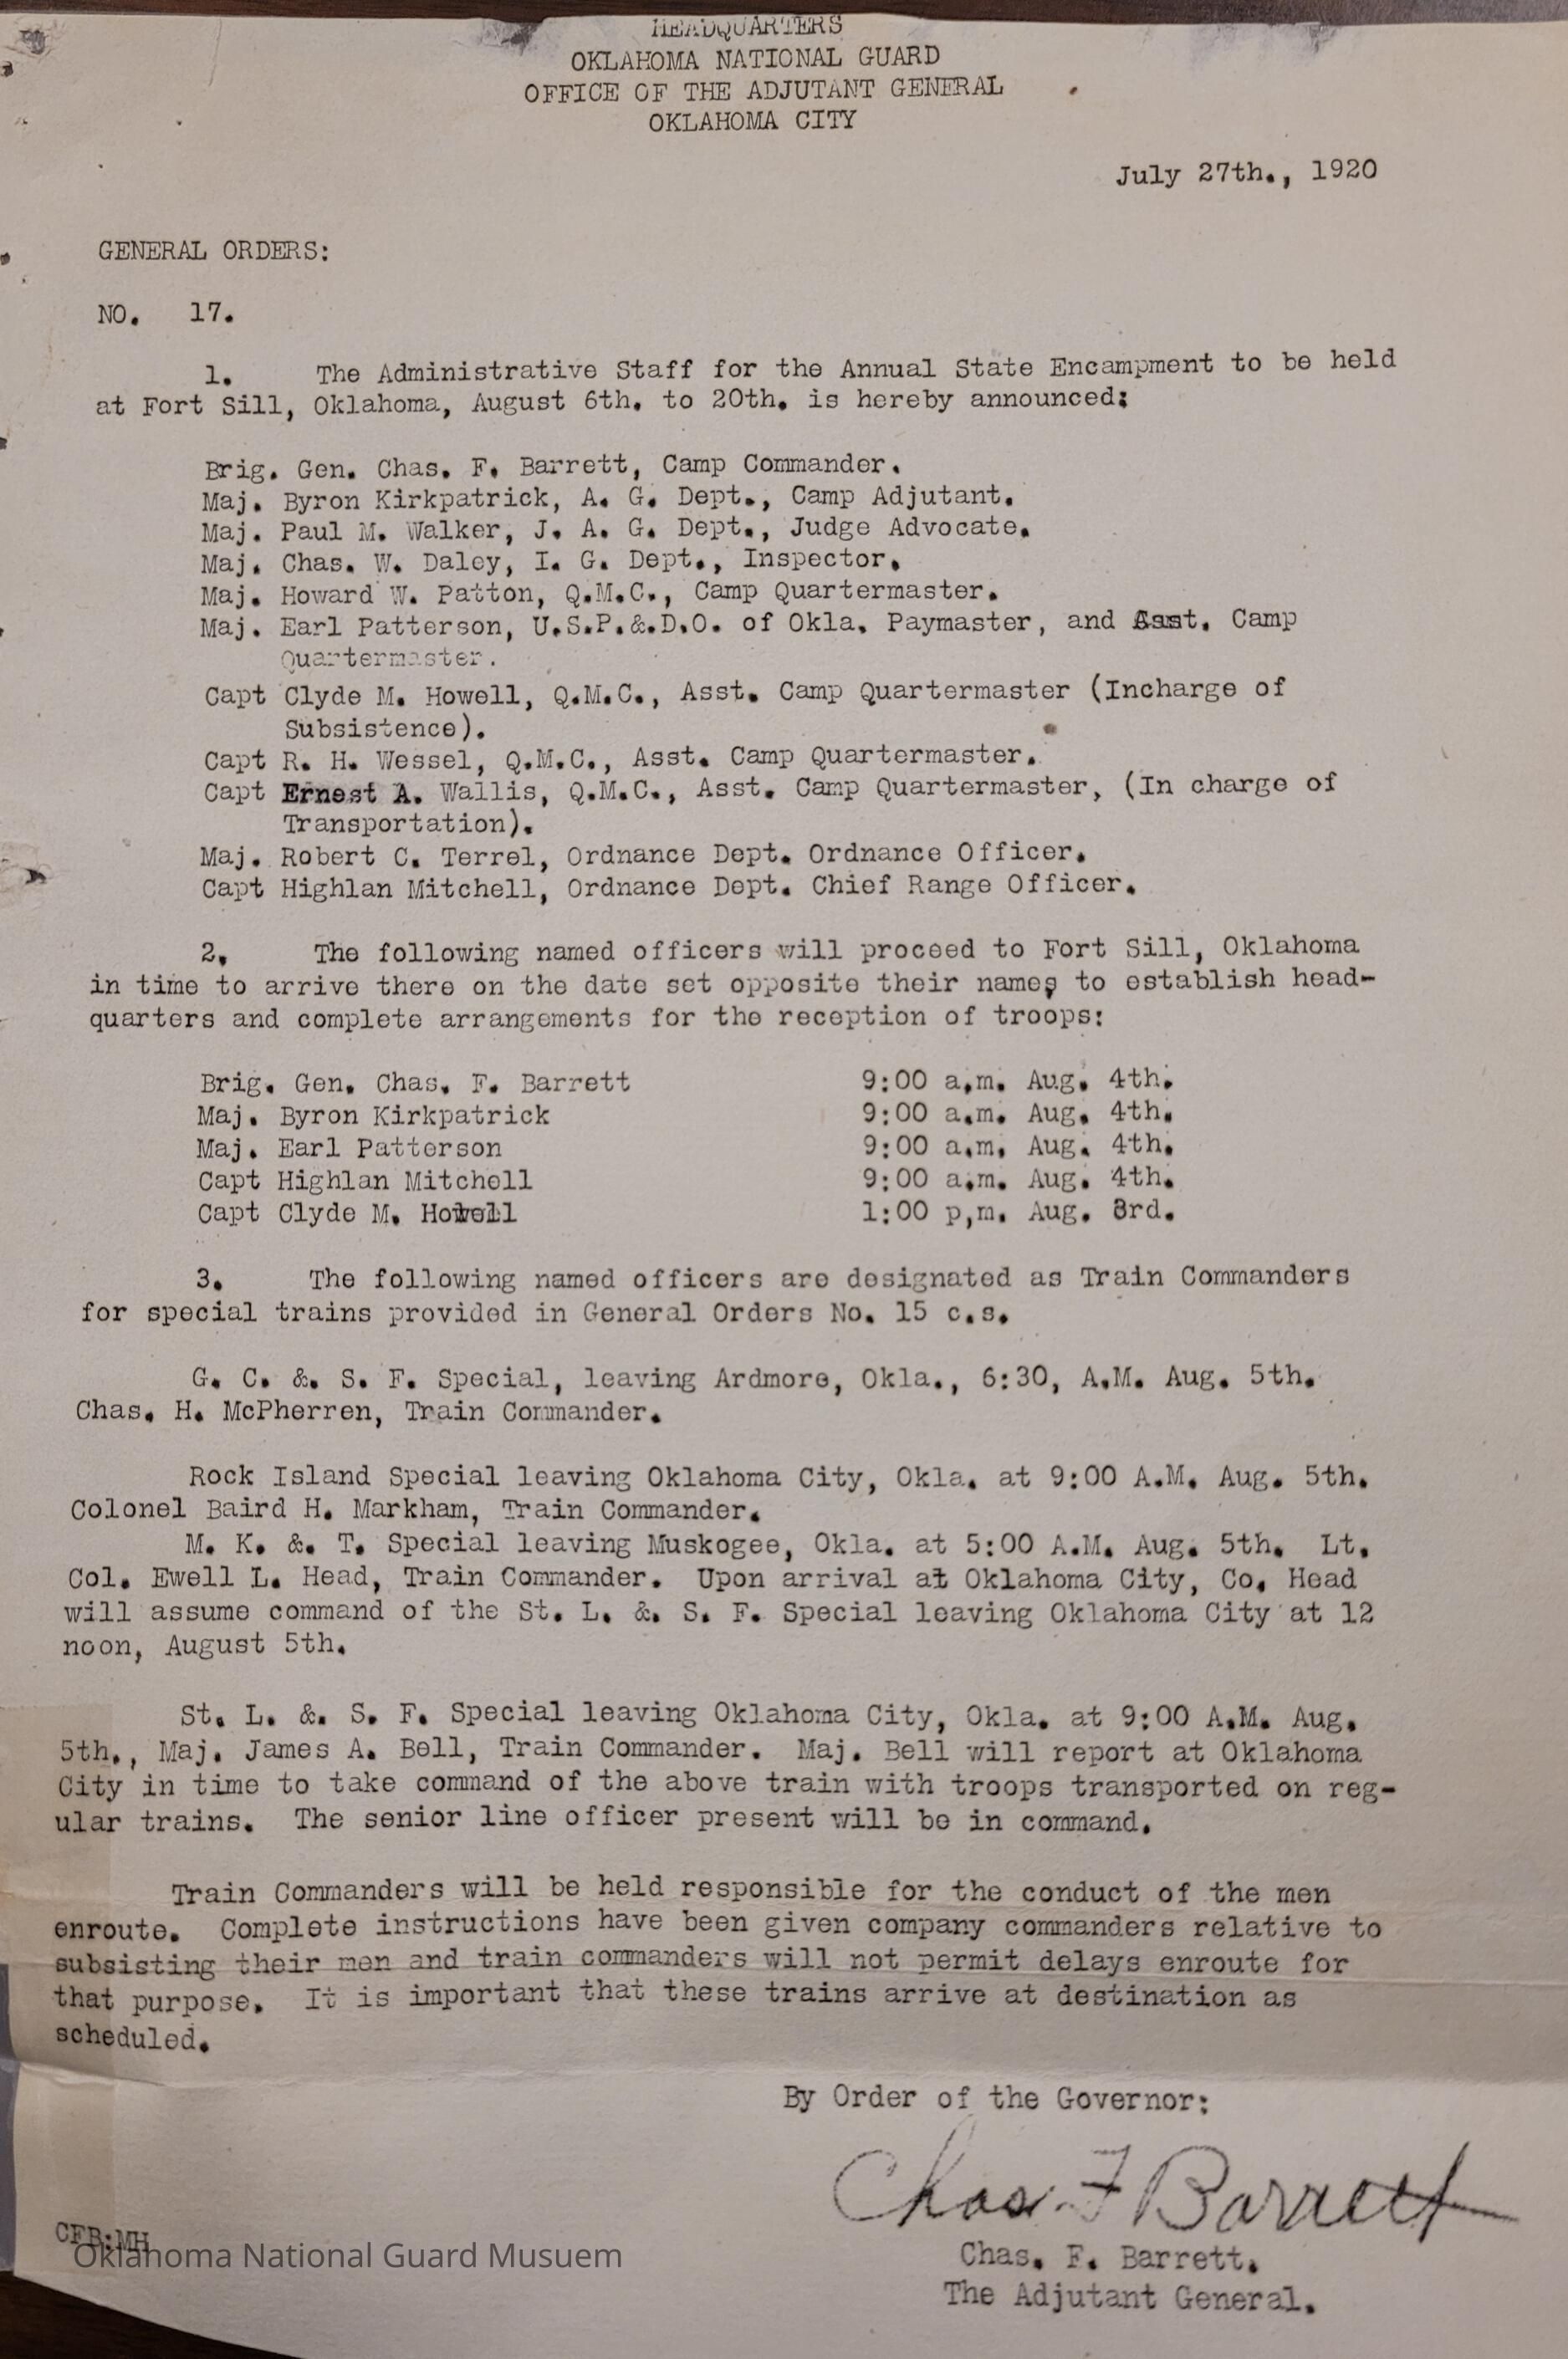 HEADQUARTERS
OKLAHOMA NATIONAL GUARD
OFFICE OF THE ADJUTANT GENERAL
OKLAHOMA CITY
July 27th., 1920
GENERAL ORDERS:
NO. 17.
1. The Administrative Staff for the Annual State Encampment to be held
at Fort Sill, Oklahoma, August 6th. to 20th. is hereby announced:
Brig. Gen. Chas. F. Barrett, Camp Commander.
Maj. Byron Kirkpatrick, A. G. Dept., Camp Adjutant.
Maj. Paul M. Walker, J. A. G. Dept., Judge Advocate.
Maj. Chas. W. Daley, I. G. Dept., Inspector.
Maj. Howard W. Patton, Q.M.C., Camp Quartermaster.
Maj. Earl Patterson, U.S.P.&.D.O. of Okla. Paymaster, and Asst. Camp
Quartermaster.
Capt Clyde M. Howell, Q.M.C., Asst. Camp Quartermaster (Incharge of
Subsistence).
Capt R. H. Wessel, Q.M.C., Asst. Camp Quartermaster.
Capt Ernest A. Wallis, Q.M.C., Asst. Camp Quartermaster, (In charge of
Transportation).
Maj. Robert C. Terrel, Ordnance Dept. Ordnance Officer.
Capt Highlan Mitchell, Ordnance Dept. Chief Range Officer.
2. The following named officers will proceed to Fort Sill, Oklahoma
in time to arrive there on the date set opposite their names to establish head-
quarters and complete arrangements for the reception of troops:
Brig. Gen. Chas. F. Barrett 9:00 a.m. Aug. 4th.
Maj. Byron Kirkpatrick 9:00 a.m. Aug. 4th.
Maj. Earl Patterson 9:00 a.m. Aug. 4th.
Capt Highlan Mitchell 9:00 a.m. Aug. 4th.
Capt Clyde M. Howell 1:00 p,m. Aug. 3rd.
3. The following named officers are designated as Train Commanders
for special trains provided in General Orders No. 15 c.s.
G. C. &. S. F. Special, leaving Ardmore, Okla., 6:30, A.M. Aug. 5th.
Chas. H. McPherren, Train Commander.
Rock Island Special leaving Oklahoma City, Okla. at 9:00 A.M. Aug. 5th.
Colonel Baird H. Markham, Train Commander.
M. K. &. T. Special leaving Muskogee, Okla. at 5:00 A.M. Aug. 5th. Lt.
Col. Ewell L. Head, Train Commander. Upon arrival at Oklahoma City, Co. Head
will assume command of the St. L. &. S. F. Special leaving Oklahoma City at 12
noon, August 5th.
St. L. &. S. F. Special leaving Oklahoma City, Okla. at 9:00 A.M. Aug.
5th., Maj. James A. Bell, Train Commander. Maj. Bell will report at Oklahoma
City in time to take command of the above train with troops transported on reg-
ular trains. The senior line officer present will be in command.
Train Commanders will be held responsible for the conduct of the men
enroute. Complete instructions have been given company commanders relative to
subsisting their men and train commanders will not permit delays enroute for
that purpose. It is important that these trains arrive at destination as
scheduled.
By Order of the Governor:
Chas. F Barrett
CFB:MH
Oklahoma National Guard Musuem
Chas. F. Barrett.
The Adjutant General.